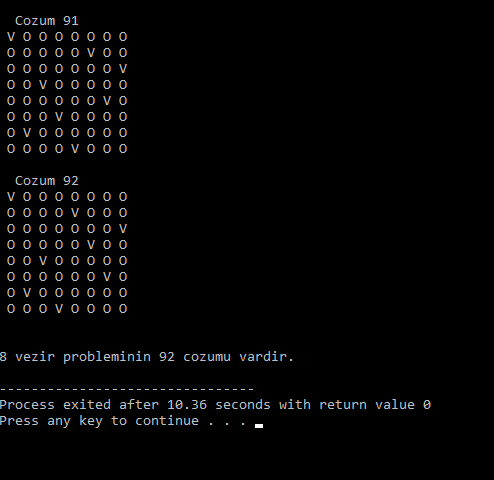 Cozum 91
V O O O O O O O
O O O O O V O O
O O O O O O O V
O O V O O O O O
O O O O O O V O
O O O V O O O O
O V O O O O O O
O O O O V O O O
Cozum 92
V O O O O O O O
O O O O V O O O
O O O O O O O V
O O O O O V O O
O O V O O O O O
O O O O O O V O
O V O O O O O O
O O O V O O O O
8 vezir probleminin 92 cozumu vardir.
--------------------------------
Process exited after 10.36 seconds with return value 0
Press any key to continue . . .